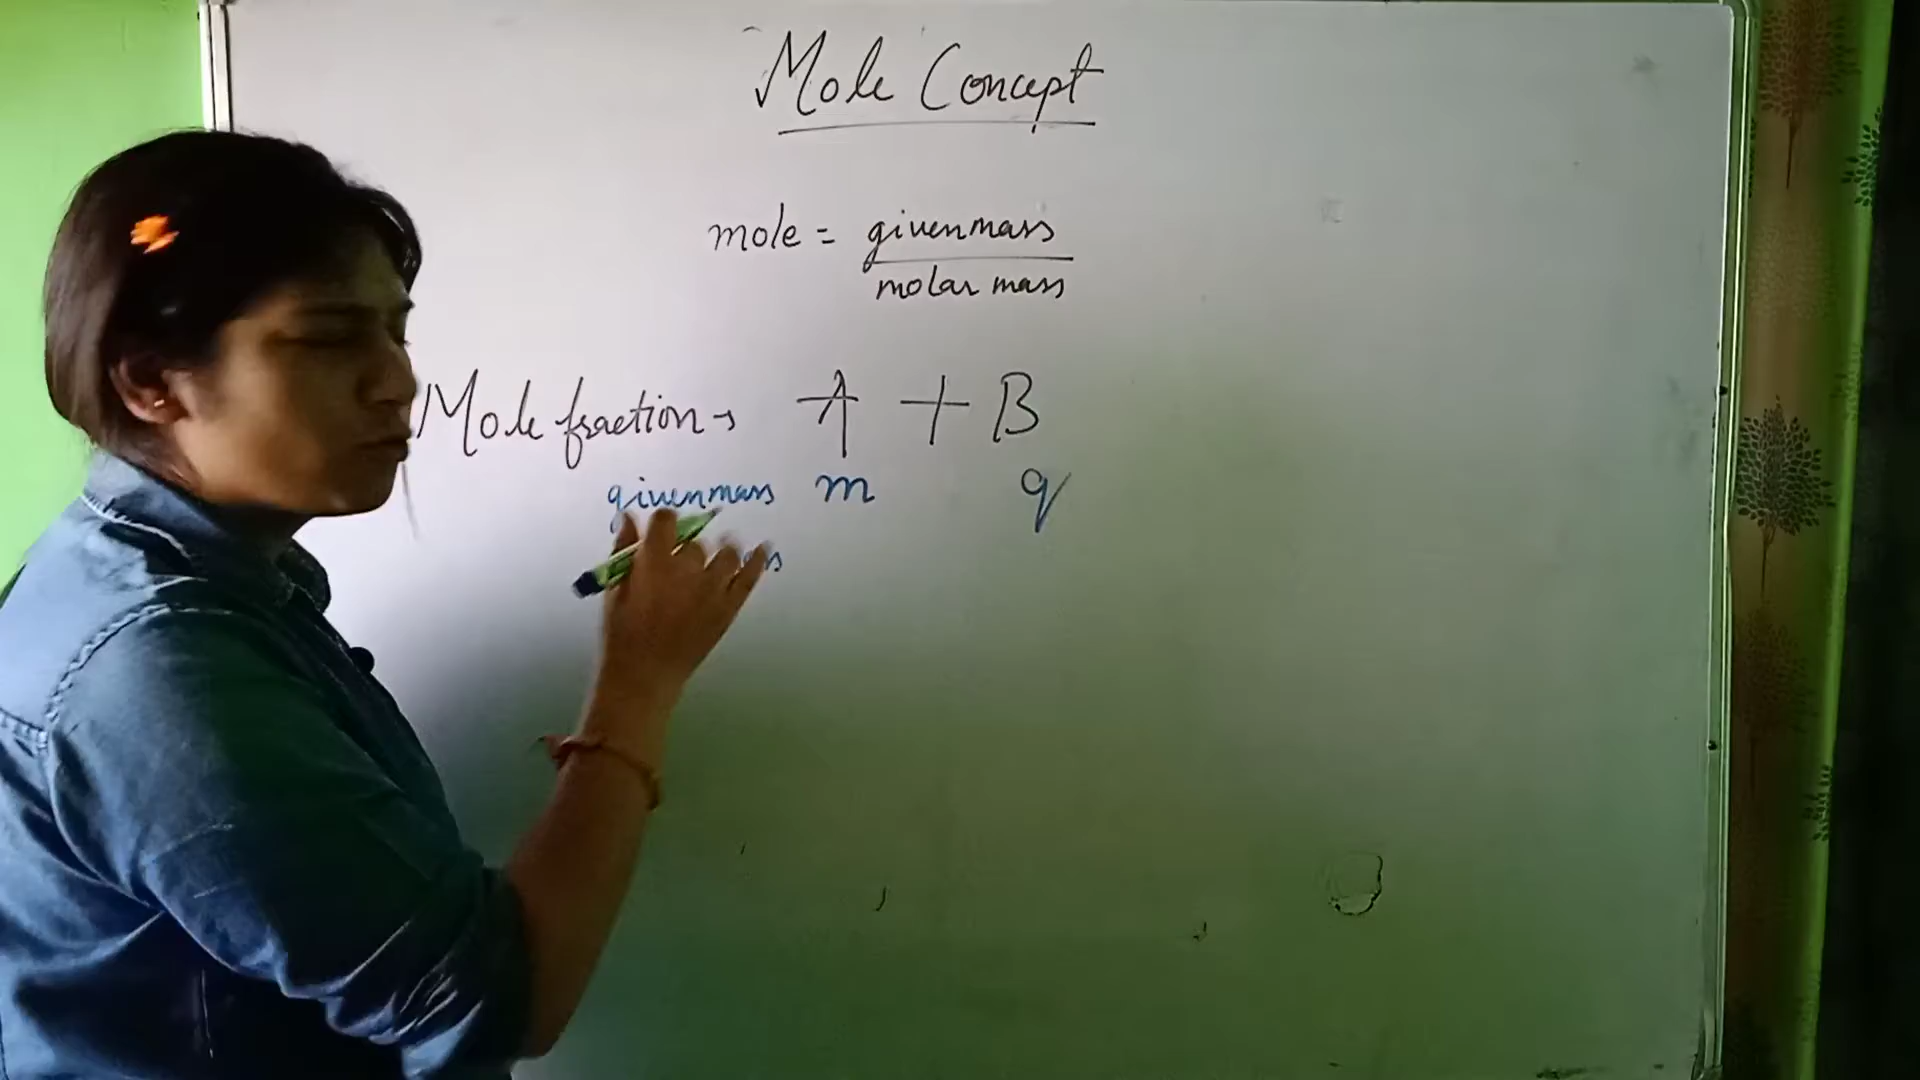 Mole Concept
mole = givenmass
molar mass
Mole fraction → A + B
givenmass m q